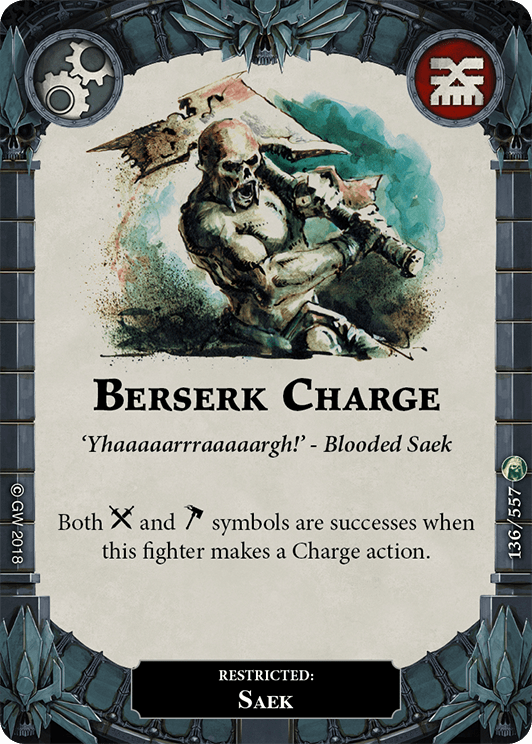 BERSERK CHARGE
‘Yhaaaaarrraaaaargh!’ - Blooded Saek
Both and symbols are successes when
this fighter makes a Charge action.
© GW 2018
136/557
RESTRICTED:
SAEK